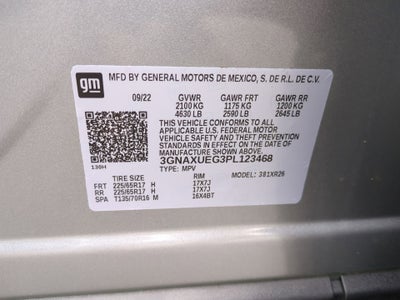 gm
MFD BY GENERAL MOTORS DE MEXICO, S. DE R.L. DE C.V.
09/22 GVWR GAWR FRT GAWR RR
2100 KG 1175 KG 1200 KG
4630 LB 2590 LB 2645 LB
THIS VEHICLE CONFORMS TO ALL
APPLICABLE U.S. FEDERAL MOTOR
VEHICLE SAFETY AND THEFT PREVENTION
STANDARDS IN EFFECT ON THE DATE
OF MANUFACTURE SHOWN ABOVE.
3GNAXUEG3PL123468
TYPE: MPV
130H
TIRE SIZE RIM MODEL: 381XR26
FRT 225/65R17 H 17X7J
RR 225/65R17 H 17X7J
SPA T135/70R16 M 16X4BT